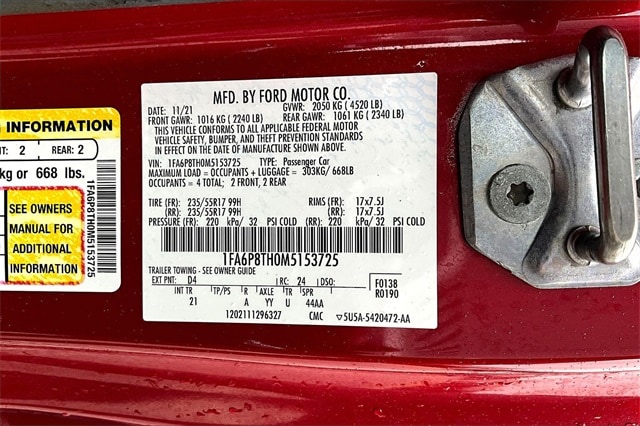 INFORMATION
2 REAR: 2
kg or 668 lbs.
SEE OWNERS
MANUAL FOR
ADDITIONAL
INFORMATION
1FA6P8TH0M5153725
MFD. BY FORD MOTOR CO.
DATE: 11/21 GVWR: 2050 KG ( 4520 LB)
FRONT GAWR: 1016 KG ( 2240 LB) REAR GAWR: 1061 KG ( 2340 LB)
THIS VEHICLE CONFORMS TO ALL APPLICABLE FEDERAL MOTOR
VEHICLE SAFETY, BUMPER, AND THEFT PREVENTION STANDARDS
IN EFFECT ON THE DATE OF MANUFACTURE SHOWN ABOVE.
VIN: 1FA6P8TH0M5153725 TYPE: Passenger Car
MAXIMUM LOAD = OCCUPANTS + LUGGAGE = 303KG/ 668LB
OCCUPANTS = 4 TOTAL; 2 FRONT, 2 REAR
TIRE (FR): 235/55R17 99H RIMS (FR): 17x7.5J
(RR): 235/55R17 99H (RR): 17x7.5J
PRESSURE (FR): 220 kPa/ 32 PSI COLD (RR): 220 kPa/ 32 PSI COLD
1FA6P8TH0M5153725
TRAILER TOWING - SEE OWNER GUIDE
EXT PNT: D4 RC: 24 DSO: F0138
INT TR TP/PS R AXLE TR SPR R0190
21 A YY U 44AA
1202111296327 CMC ▽5U5A-5420472-AA